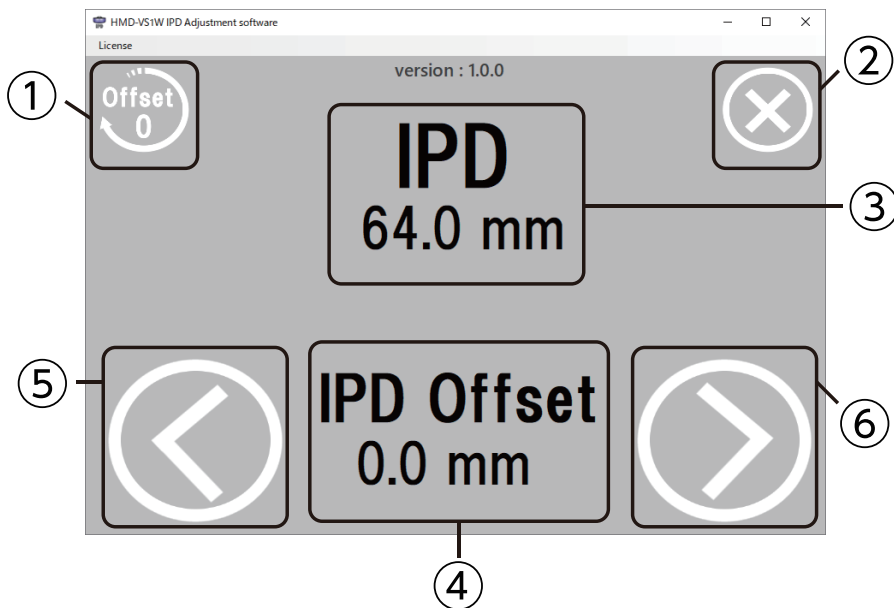 HMD-VS1W IPD Adjustment software
License
version : 1.0.0
①
Offset
0
②
IPD
64.0 mm
③
⑤
IPD Offset
0.0 mm
⑥
④